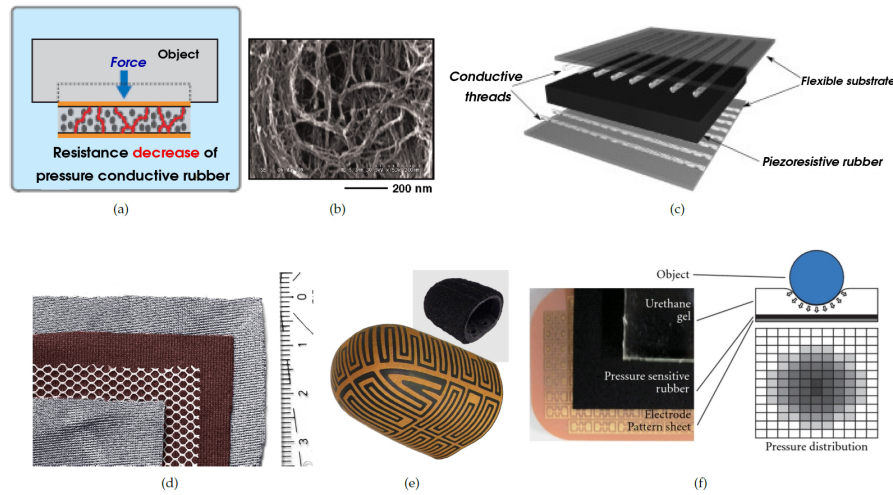 Object
Force
Resistance decrease of
pressure conductive rubber
(a)
200 nm
(b)
Conductive
threads
Flexible substrate
Piezoresistive rubber
(c)
0
1
2
3
(d)
(e)
Object
Urethane
gel
Pressure sensitive
rubber
Electrode
Pattern sheet
Pressure distribution
(f)